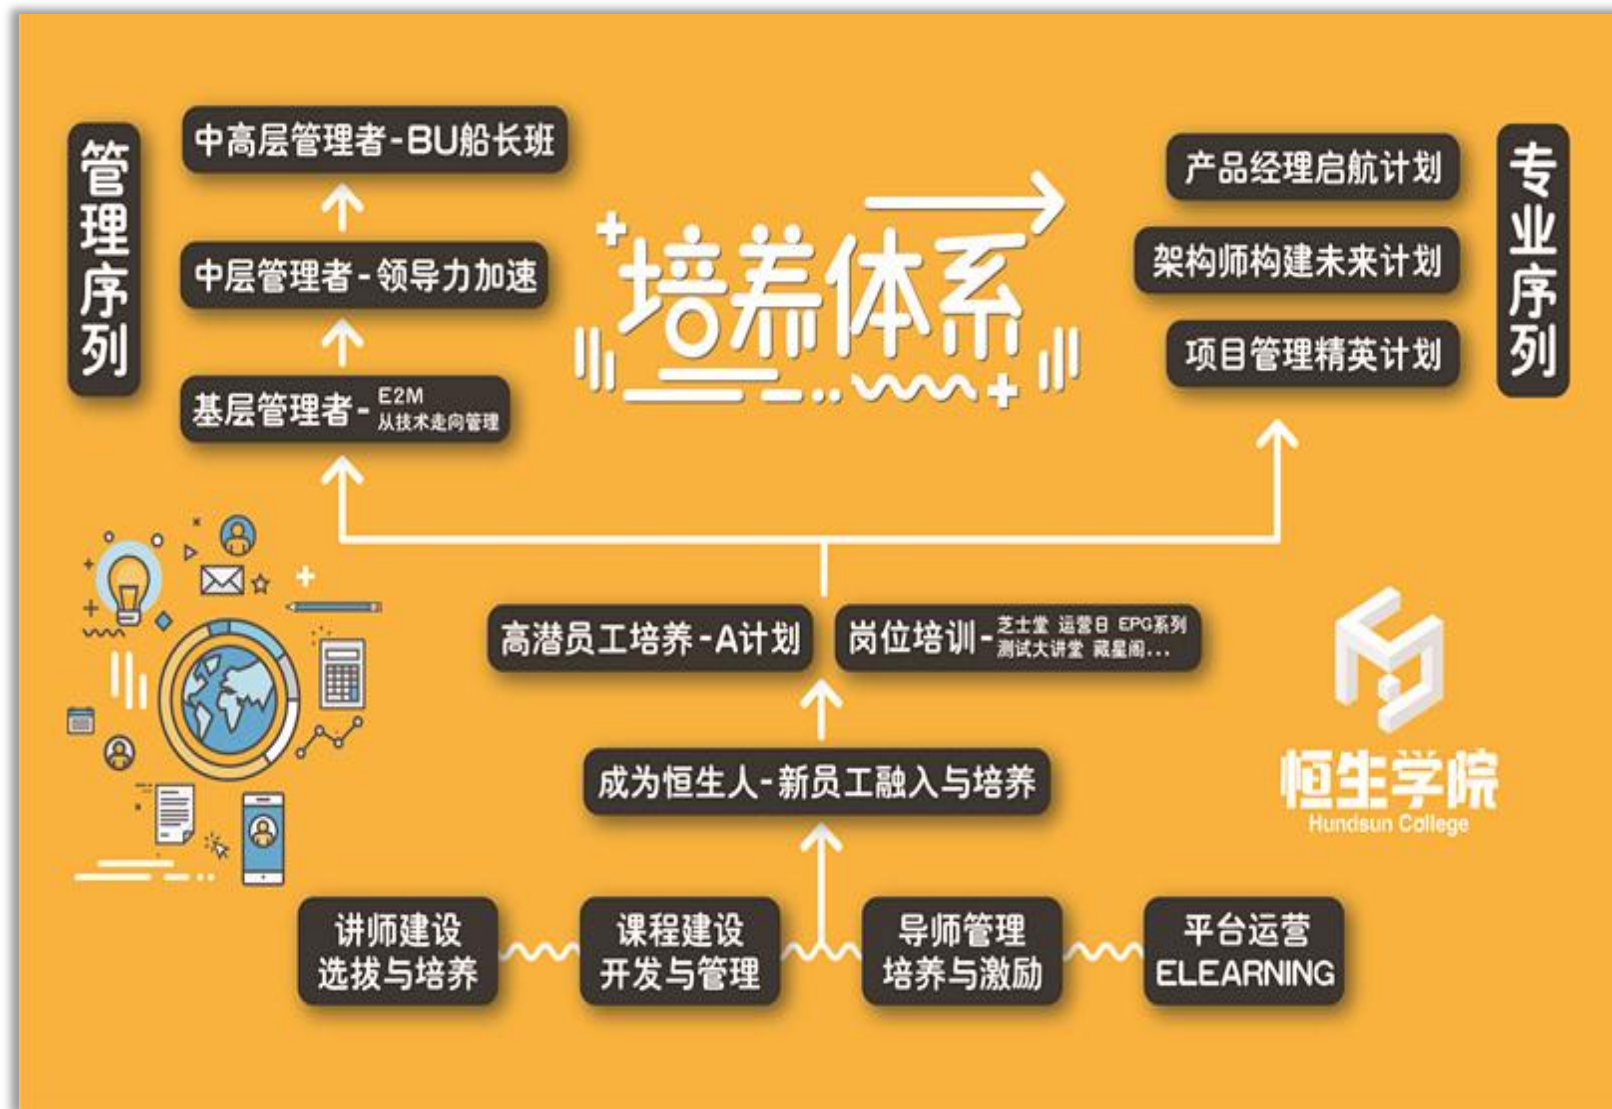 管理序列
中高层管理者-BU船长班
中层管理者-领导力加速
基层管理者-E2M
从技术走向管理
培养体系
专业序列
产品经理启航计划
架构师构建未来计划
项目管理精英计划
高潜员工培养-A计划
岗位培训-芝士堂 运营日 EPG系列
测试大讲堂 藏星阁...
成为恒生人-新员工融入与培养
恒生学院
Hundsun College
讲师建设
选拔与培养
课程建设
开发与管理
导师管理
培养与激励
平台运营
ELEARNING